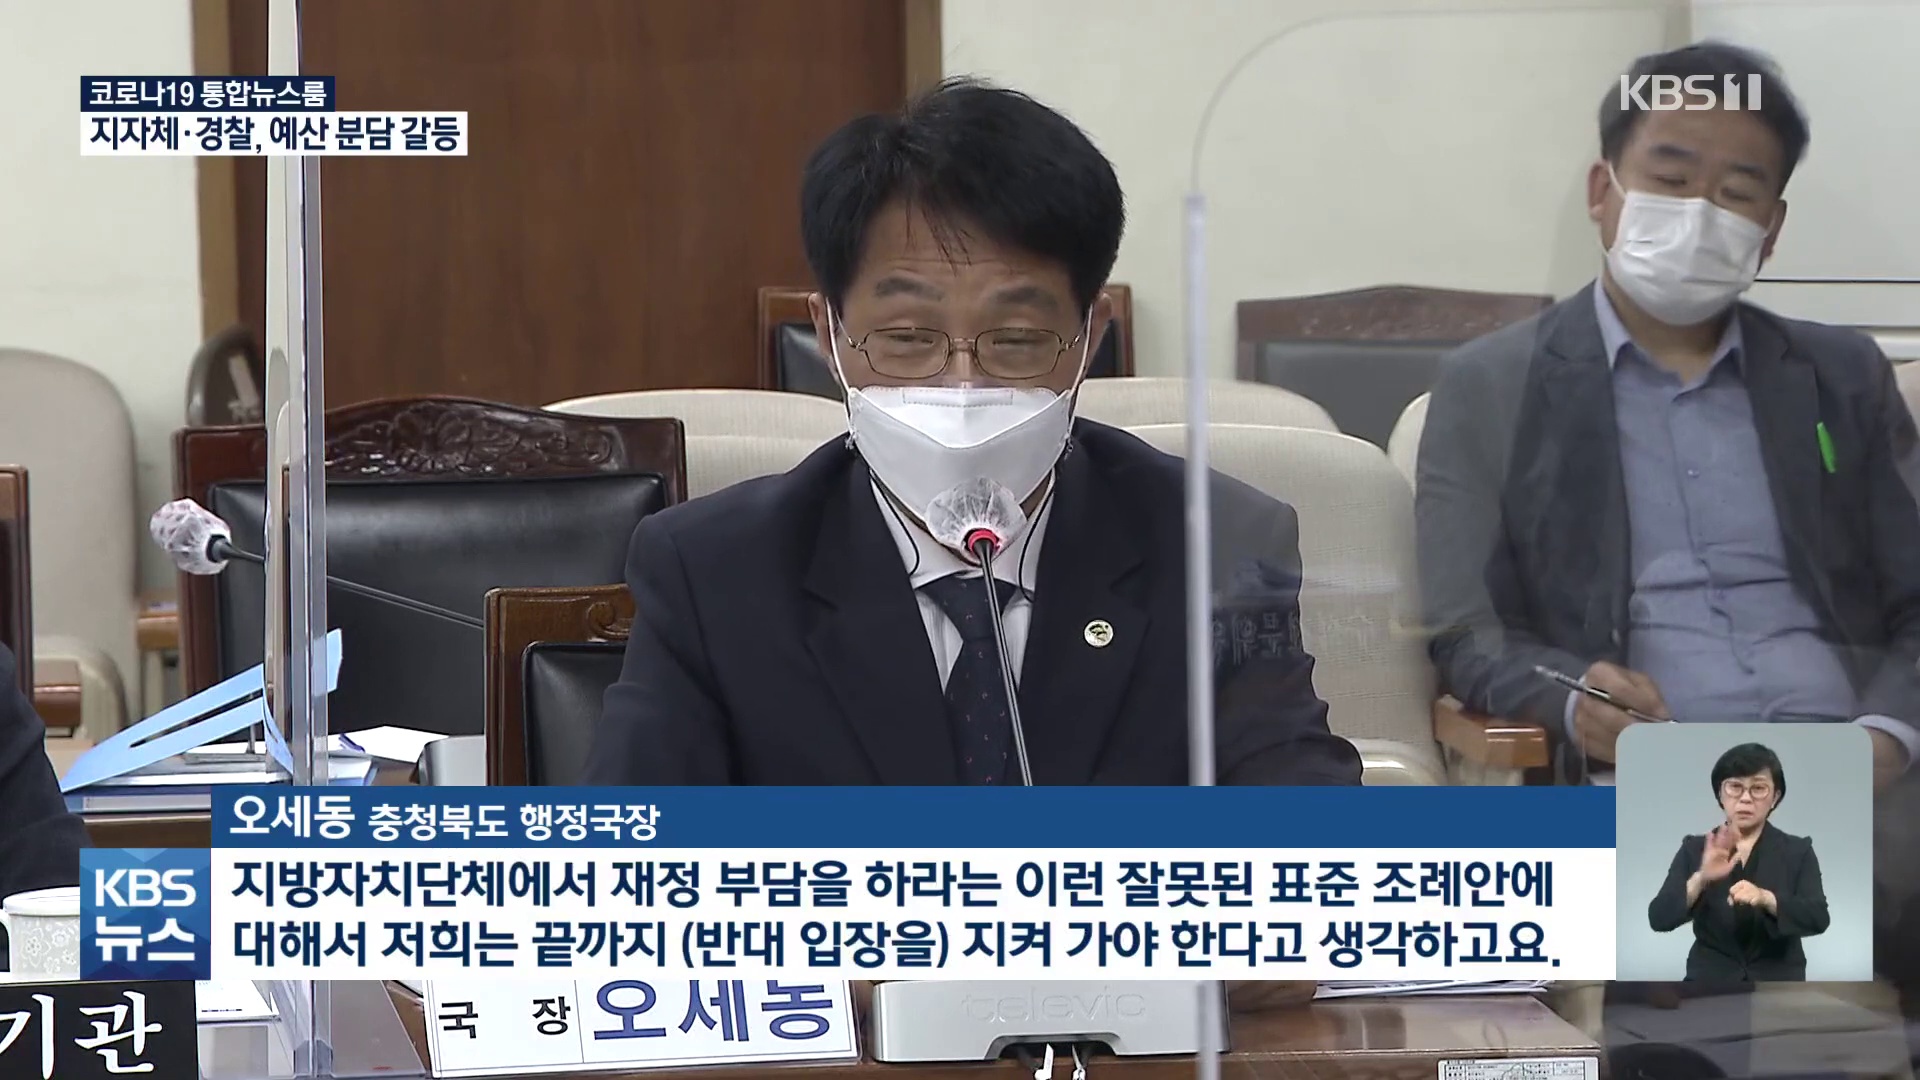 코로나19 통합뉴스룸
지자체·경찰, 예산 분담 갈등
KBS 1
오세동 충청북도 행정국장
KBS
뉴스
지방자치단체에서 재정 부담을 하라는 이런 잘못된 표준 조례안에
대해서 저희는 끝까지 (반대 입장을) 지켜 가야 한다고 생각하고요.
기관
국 장 오세동
televic